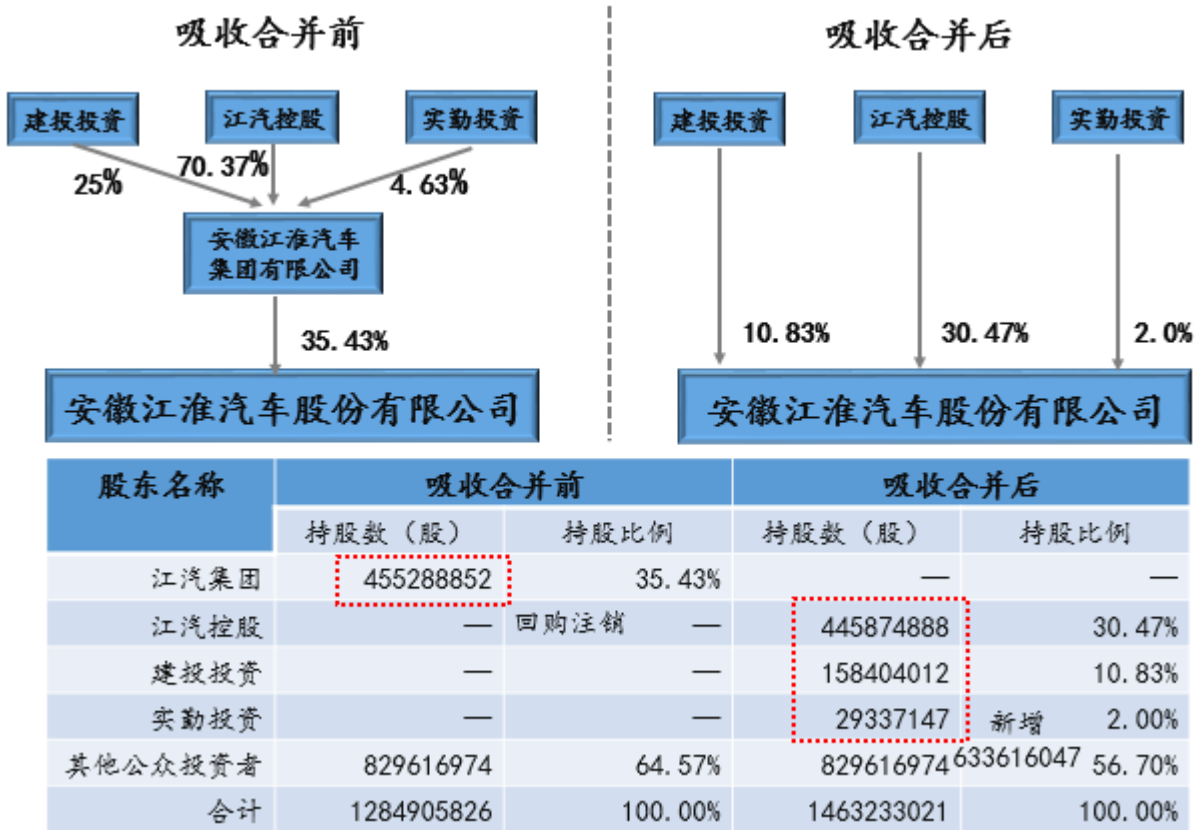 吸收合并前
吸收合并后
建投投资
江汽控股
实勤投资
建投投资
江汽控股
实勤投资
25%
70.37%
4.63%
安徽江淮汽车
集团有限公司
35.43%
10.83%
30.47%
2.0%
安徽江淮汽车股份有限公司
安徽江淮汽车股份有限公司
股东名称 吸收合并前 吸收合并后
持股数（股） 持股比例 持股数（股） 持股比例
江汽集团 455288852 35.43% — —
江汽控股 — 回购注销 — 445874888 30.47%
建投投资 — — 158404012 10.83%
实勤投资 — — 29337147 新增 2.00%
其他公众投资者 829616974 64.57% 829616974 633616047 56.70%
合计 1284905826 100.00% 1463233021 100.00%